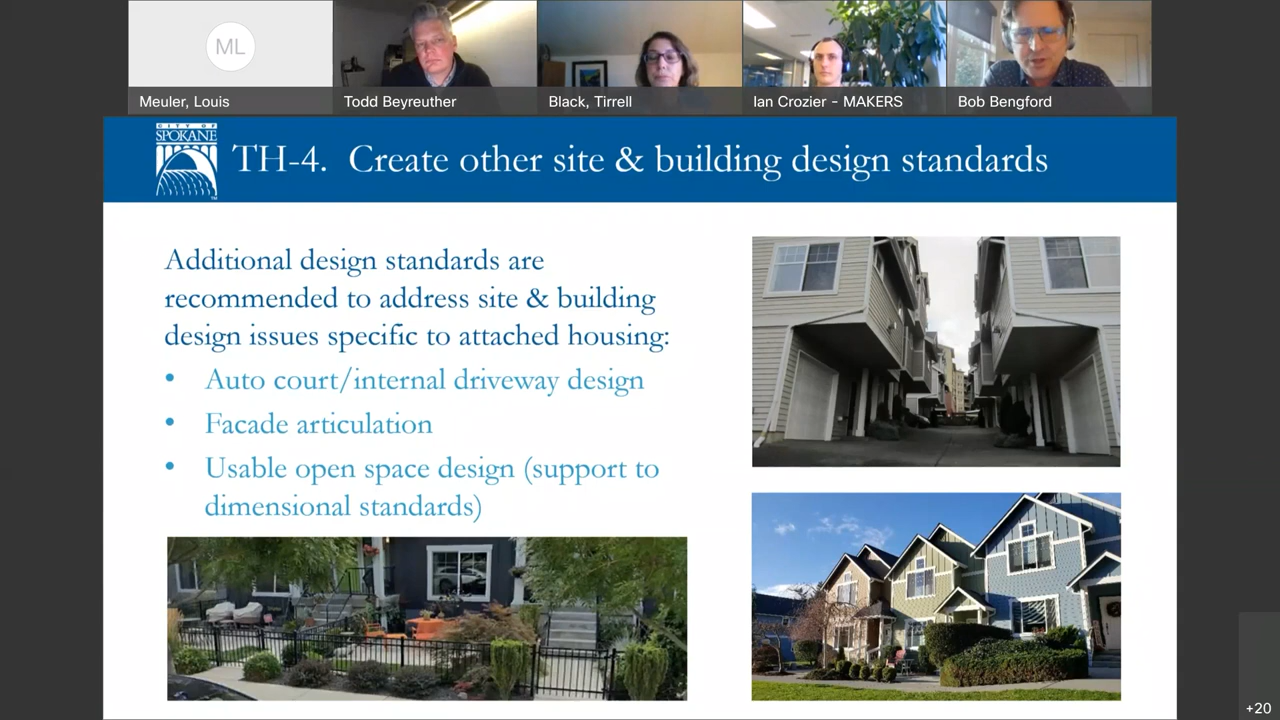 ML
Meuler, Louis
Todd Beyreuther
Black, Tirrell
Ian Crozier - MAKERS
Bob Bengford
CITY OF
SPOKANE
TH-4. Create other site & building design standards
Additional design standards are
recommended to address site & building
design issues specific to attached housing:
• Auto court/internal driveway design
• Facade articulation
• Usable open space design (support to
dimensional standards)
+20